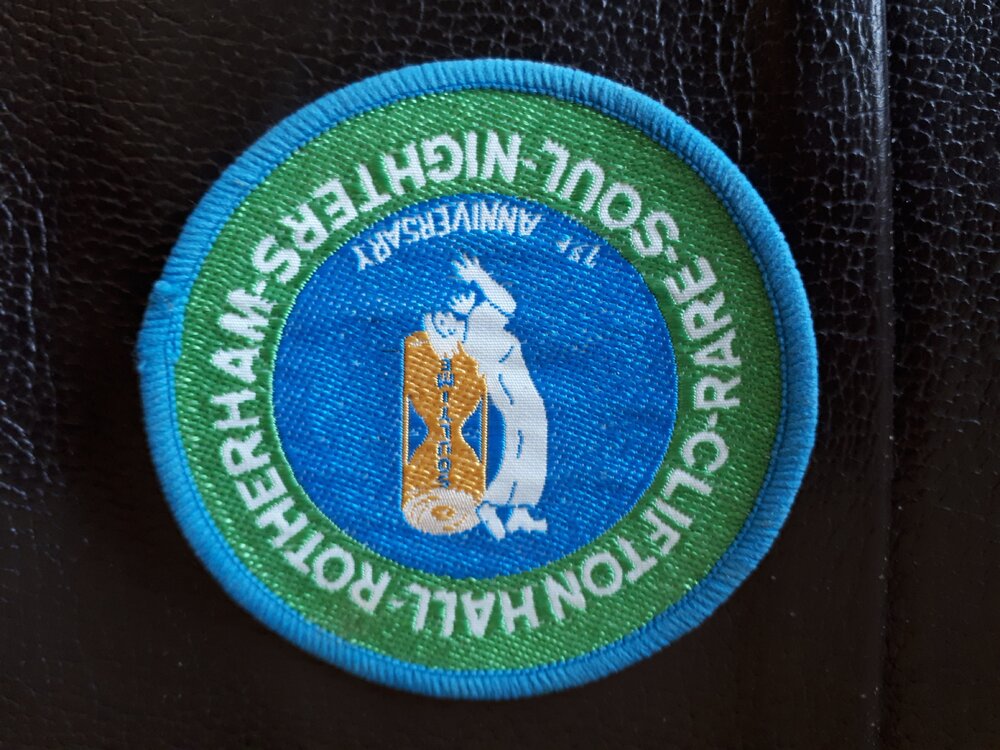 CLIFTON HALL-ROTHERHAM-
RARE-SOUL-NIGHTERS
1st ANNIVERSARY